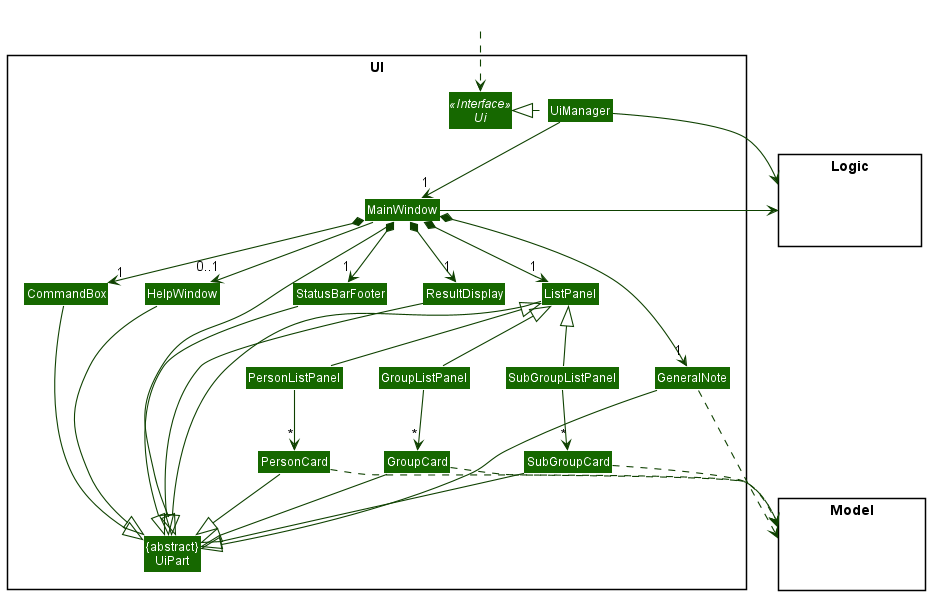 UI
«Interface»
Ui
UiManager
Logic
1
MainWindow
1
0..1
1
1
1
CommandBox
HelpWindow
StatusBarFooter
ResultDisplay
ListPanel
1
PersonListPanel
GroupListPanel
SubGroupListPanel
GeneralNote
*
*
*
PersonCard
GroupCard
SubGroupCard
Model
{abstract}
UiPart